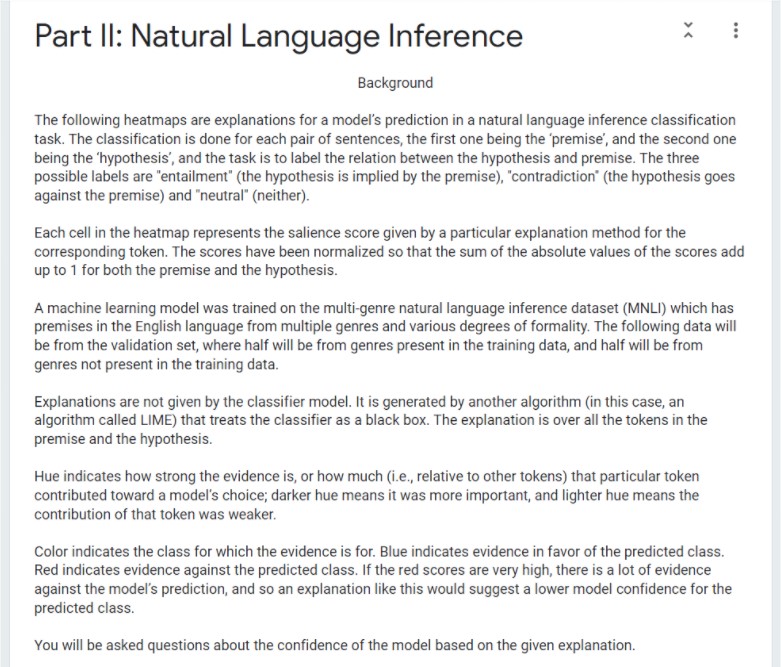 Part II: Natural Language Inference
Background
The following heatmaps are explanations for a model's prediction in a natural language inference classification
task. The classification is done for each pair of sentences, the first one being the 'premise', and the second one
being the 'hypothesis', and the task is to label the relation between the hypothesis and premise. The three
possible labels are "entailment" (the hypothesis is implied by the premise), "contradiction" (the hypothesis goes
against the premise) and "neutral" (neither).
Each cell in the heatmap represents the salience score given by a particular explanation method for the
corresponding token. The scores have been normalized so that the sum of the absolute values of the scores add
up to 1 for both the premise and the hypothesis.
A machine learning model was trained on the multi-genre natural language inference dataset (MNLI) which has
premises in the English language from multiple genres and various degrees of formality. The following data will
be from the validation set, where half will be from genres present in the training data, and half will be from
genres not present in the training data.
Explanations are not given by the classifier model. It is generated by another algorithm (in this case, an
algorithm called LIME) that treats the classifier as a black box. The explanation is over all the tokens in the
premise and the hypothesis.
Hue indicates how strong the evidence is, or how much (i.e., relative to other tokens) that particular token
contributed toward a model's choice; darker hue means it was more important, and lighter hue means the
contribution of that token was weaker.
Color indicates the class for which the evidence is for. Blue indicates evidence in favor of the predicted class.
Red indicates evidence against the predicted class. If the red scores are very high, there is a lot of evidence
against the model's prediction, and so an explanation like this would suggest a lower model confidence for the
predicted class.
You will be asked questions about the confidence of the model based on the given explanation.